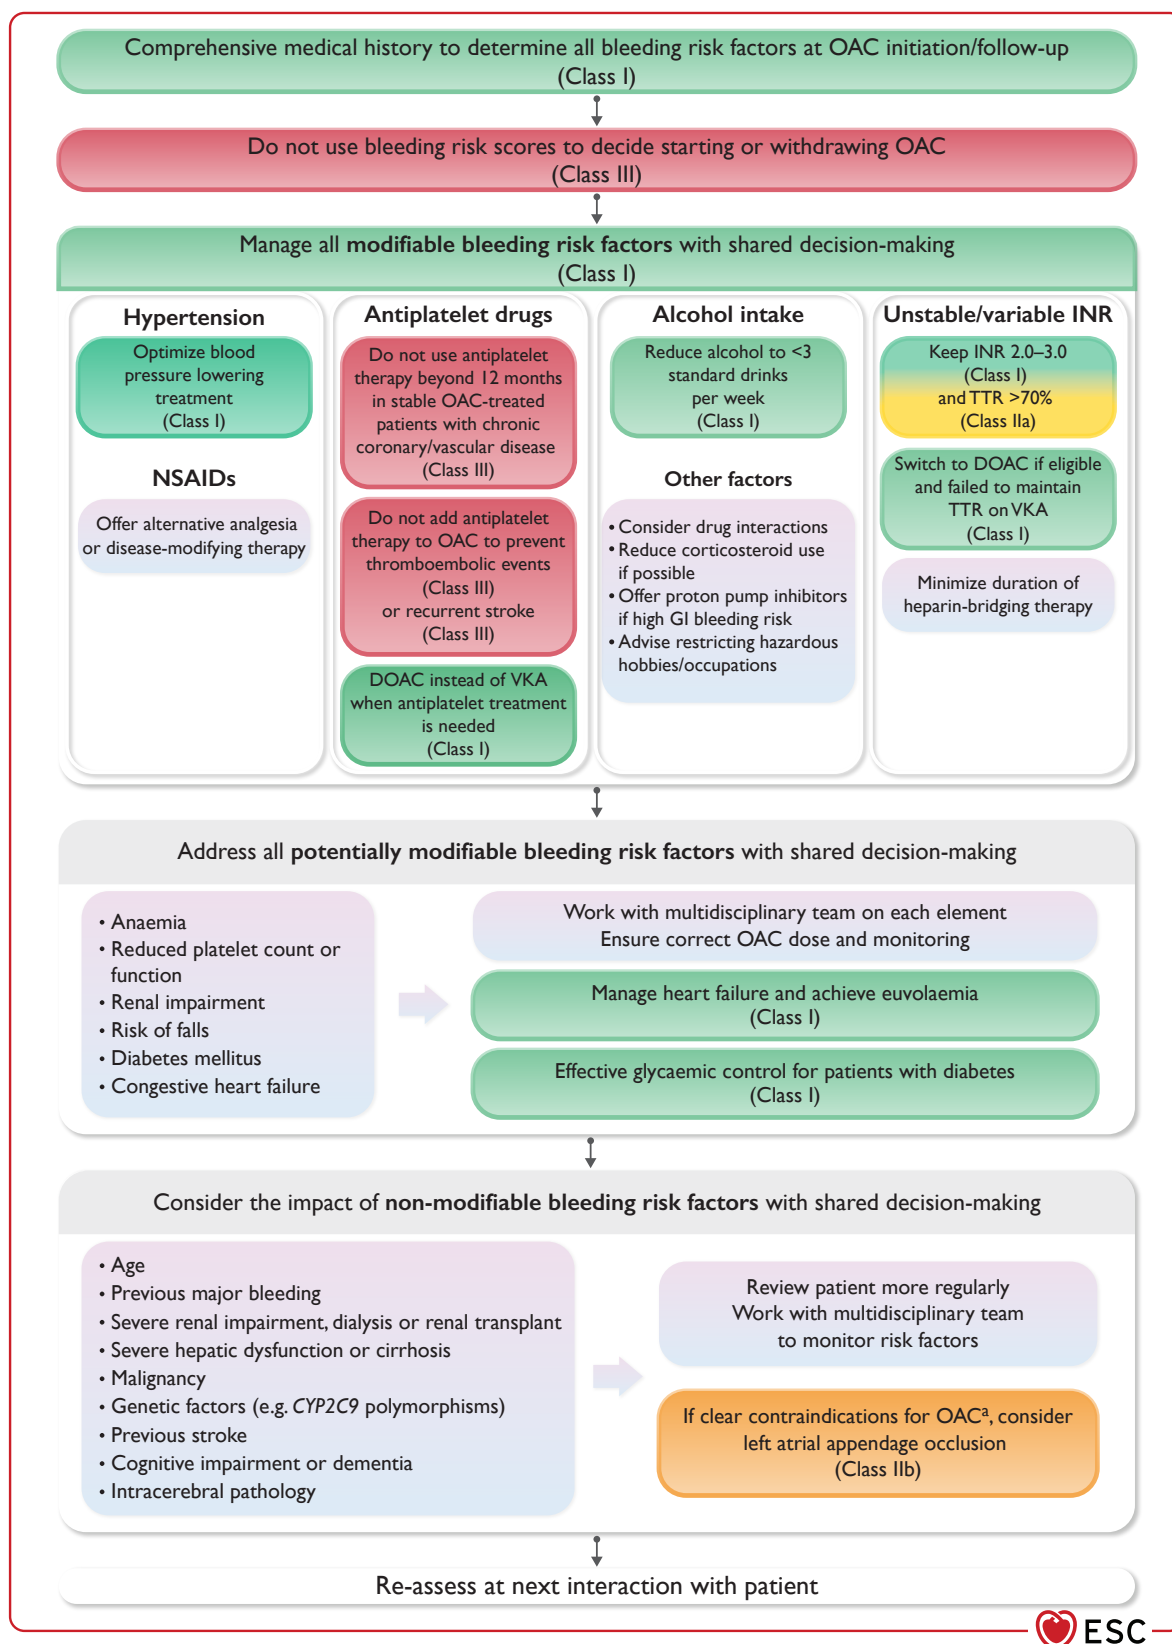 Comprehensive medical history to determine all bleeding risk factors at OAC initiation/follow-up
(Class I)
Do not use bleeding risk scores to decide starting or withdrawing OAC
(Class III)
Manage all modifiable bleeding risk factors with shared decision-making
(Class I)
Hypertension
Optimize blood
pressure lowering
treatment
(Class I)
NSAIDs
Offer alternative analgesia
or disease-modifying therapy
Antiplatelet drugs
Do not use antiplatelet
therapy beyond 12 months
in stable OAC-treated
patients with chronic
coronary/vascular disease
(Class III)
Do not add antiplatelet
therapy to OAC to prevent
thromboembolic events
(Class III)
or recurrent stroke
(Class III)
DOAC instead of VKA
when antiplatelet treatment
is needed
(Class I)
Alcohol intake
Reduce alcohol to <3
standard drinks
per week
(Class I)
Other factors
• Consider drug interactions
• Reduce corticosteroid use
if possible
• Offer proton pump inhibitors
if high GI bleeding risk
• Advise restricting hazardous
hobbies/occupations
Unstable/variable INR
Keep INR 2.0–3.0
(Class I)
and TTR >70%
(Class IIa)
Switch to DOAC if eligible
and failed to maintain
TTR on VKA
(Class I)
Minimize duration of
heparin-bridging therapy
Address all potentially modifiable bleeding risk factors with shared decision-making
• Anaemia
• Reduced platelet count or
function
• Renal impairment
• Risk of falls
• Diabetes mellitus
• Congestive heart failure
Work with multidisciplinary team on each element
Ensure correct OAC dose and monitoring
Manage heart failure and achieve euvolaemia
(Class I)
Effective glycaemic control for patients with diabetes
(Class I)
Consider the impact of non-modifiable bleeding risk factors with shared decision-making
• Age
• Previous major bleeding
• Severe renal impairment, dialysis or renal transplant
• Severe hepatic dysfunction or cirrhosis
• Malignancy
• Genetic factors (e.g. CYP2C9 polymorphisms)
• Previous stroke
• Cognitive impairment or dementia
• Intracerebral pathology
Review patient more regularly
Work with multidisciplinary team
to monitor risk factors
If clear contraindications for OACª, consider
left atrial appendage occlusion
(Class IIb)
Re-assess at next interaction with patient
ESC